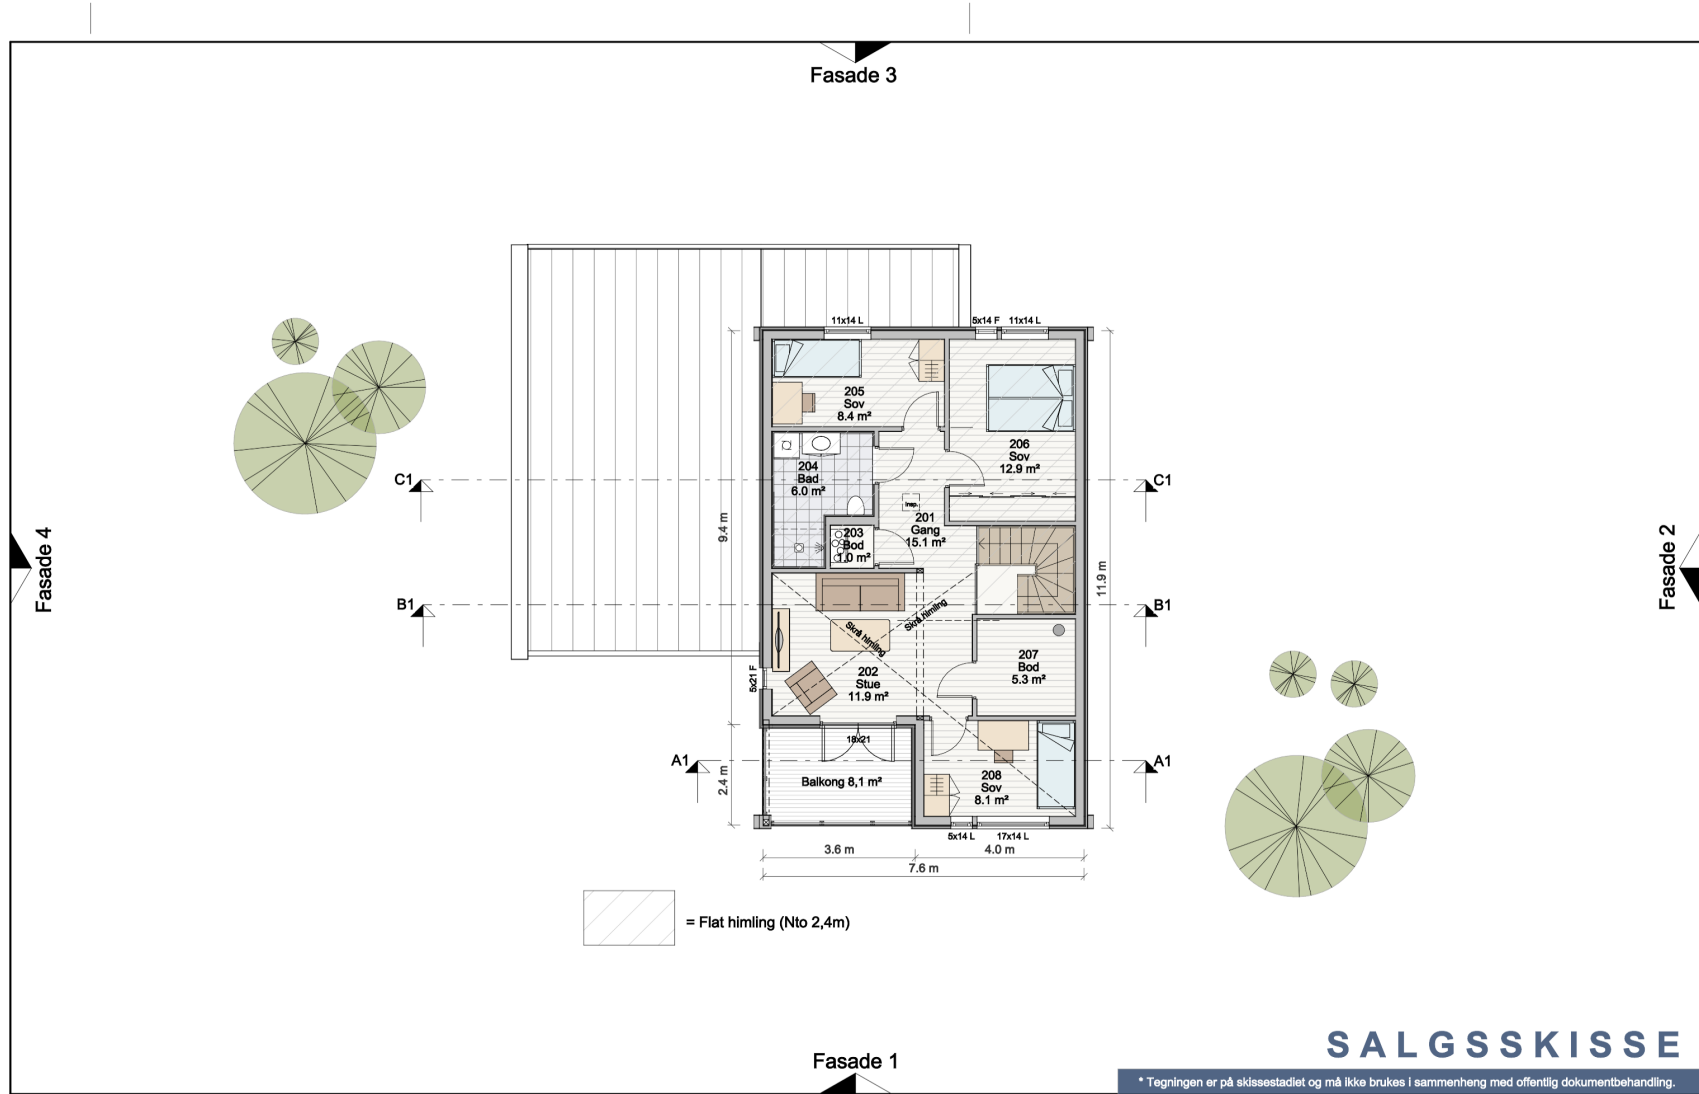 Fasade 3
11x14 L
5x14 F
11x14 L
205
Sov
8.4 m²
206
Sov
12.9 m²
204
Bad
6.0 m²
C1
C1
Insp.
201
Gang
15.1 m²
203
Bod
1.0 m²
9.4 m
11.9 m
Fasade 4
Fasade 2
B1
B1
Skrå himling
Skrå himling
202
Stue
11.9 m²
207
Bod
5.3 m²
5x21 F
18x21
A1
A1
2.4 m
Balkong 8,1 m²
208
Sov
8.1 m²
5x14 L
17x14 L
3.6 m
4.0 m
7.6 m
= Flat himling (Nto 2,4m)
Fasade 1
SALGSSKISSE
* Tegningen er på skissestadiet og må ikke brukes i sammenheng med offentlig dokumentbehandling.